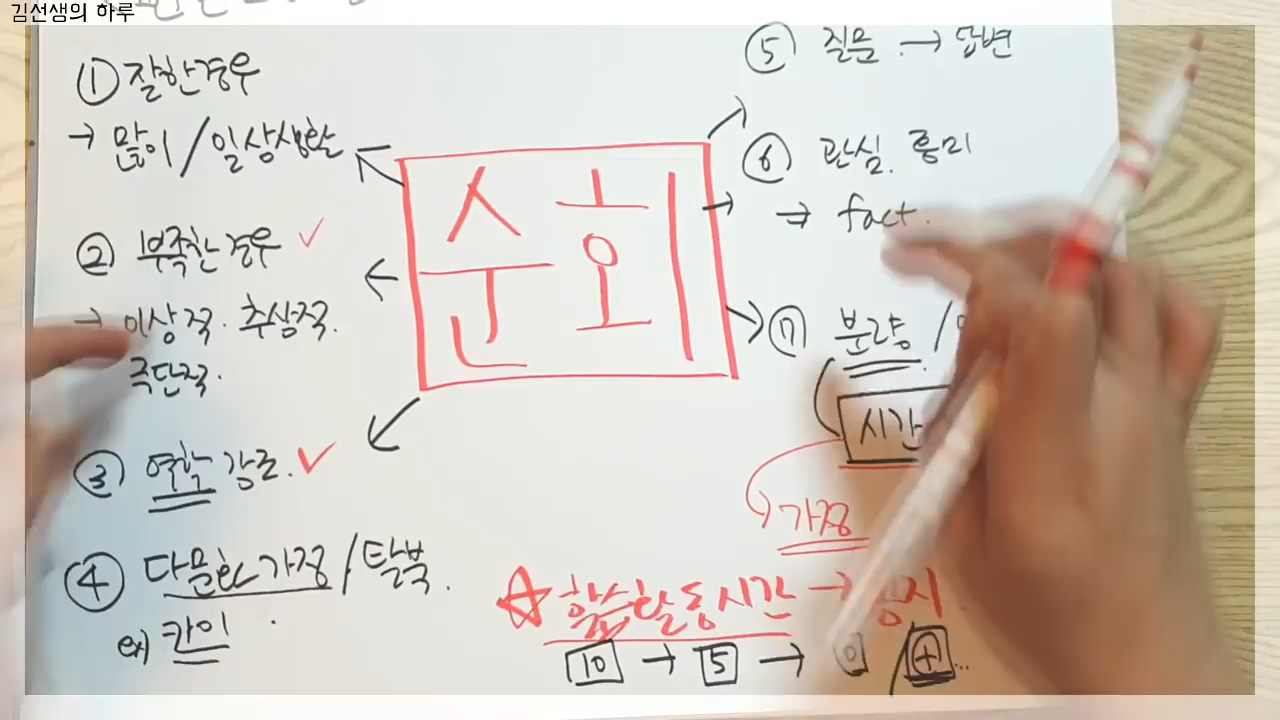 김선생의 하루
① 잘한경우
→ 많이/일상생활
② 부족한 경우 ✓
→ 이상적. 추상적.
극단적.
③ 역할 강조. ✓
④ 다문화가정/탈북.
예) 칸이
순회
⑤ 질문 → 답변
⑥ 관심. 흥미
⇒ fact.
⑦ 분량/
시간
가정
☆ 학습활동시간 →
10 → 5 → 0 / +...